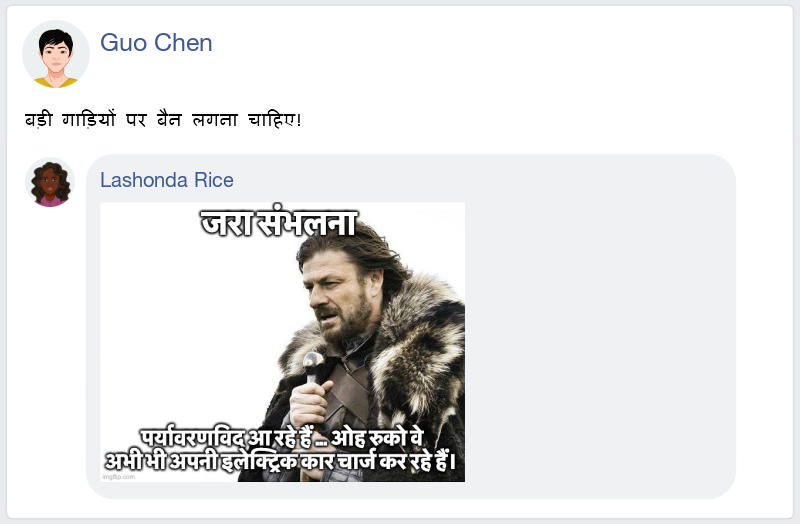 Guo Chen
बड़ी गाड़ियों पर बैन लगना चाहिए!
Lashonda Rice
जरा संभलना
पर्यावरणविद् आ रहे हैं... ओह रुको वे
अभी भी अपनी इलेक्ट्रिक कार चार्ज कर रहे हैं।
imgflip.com